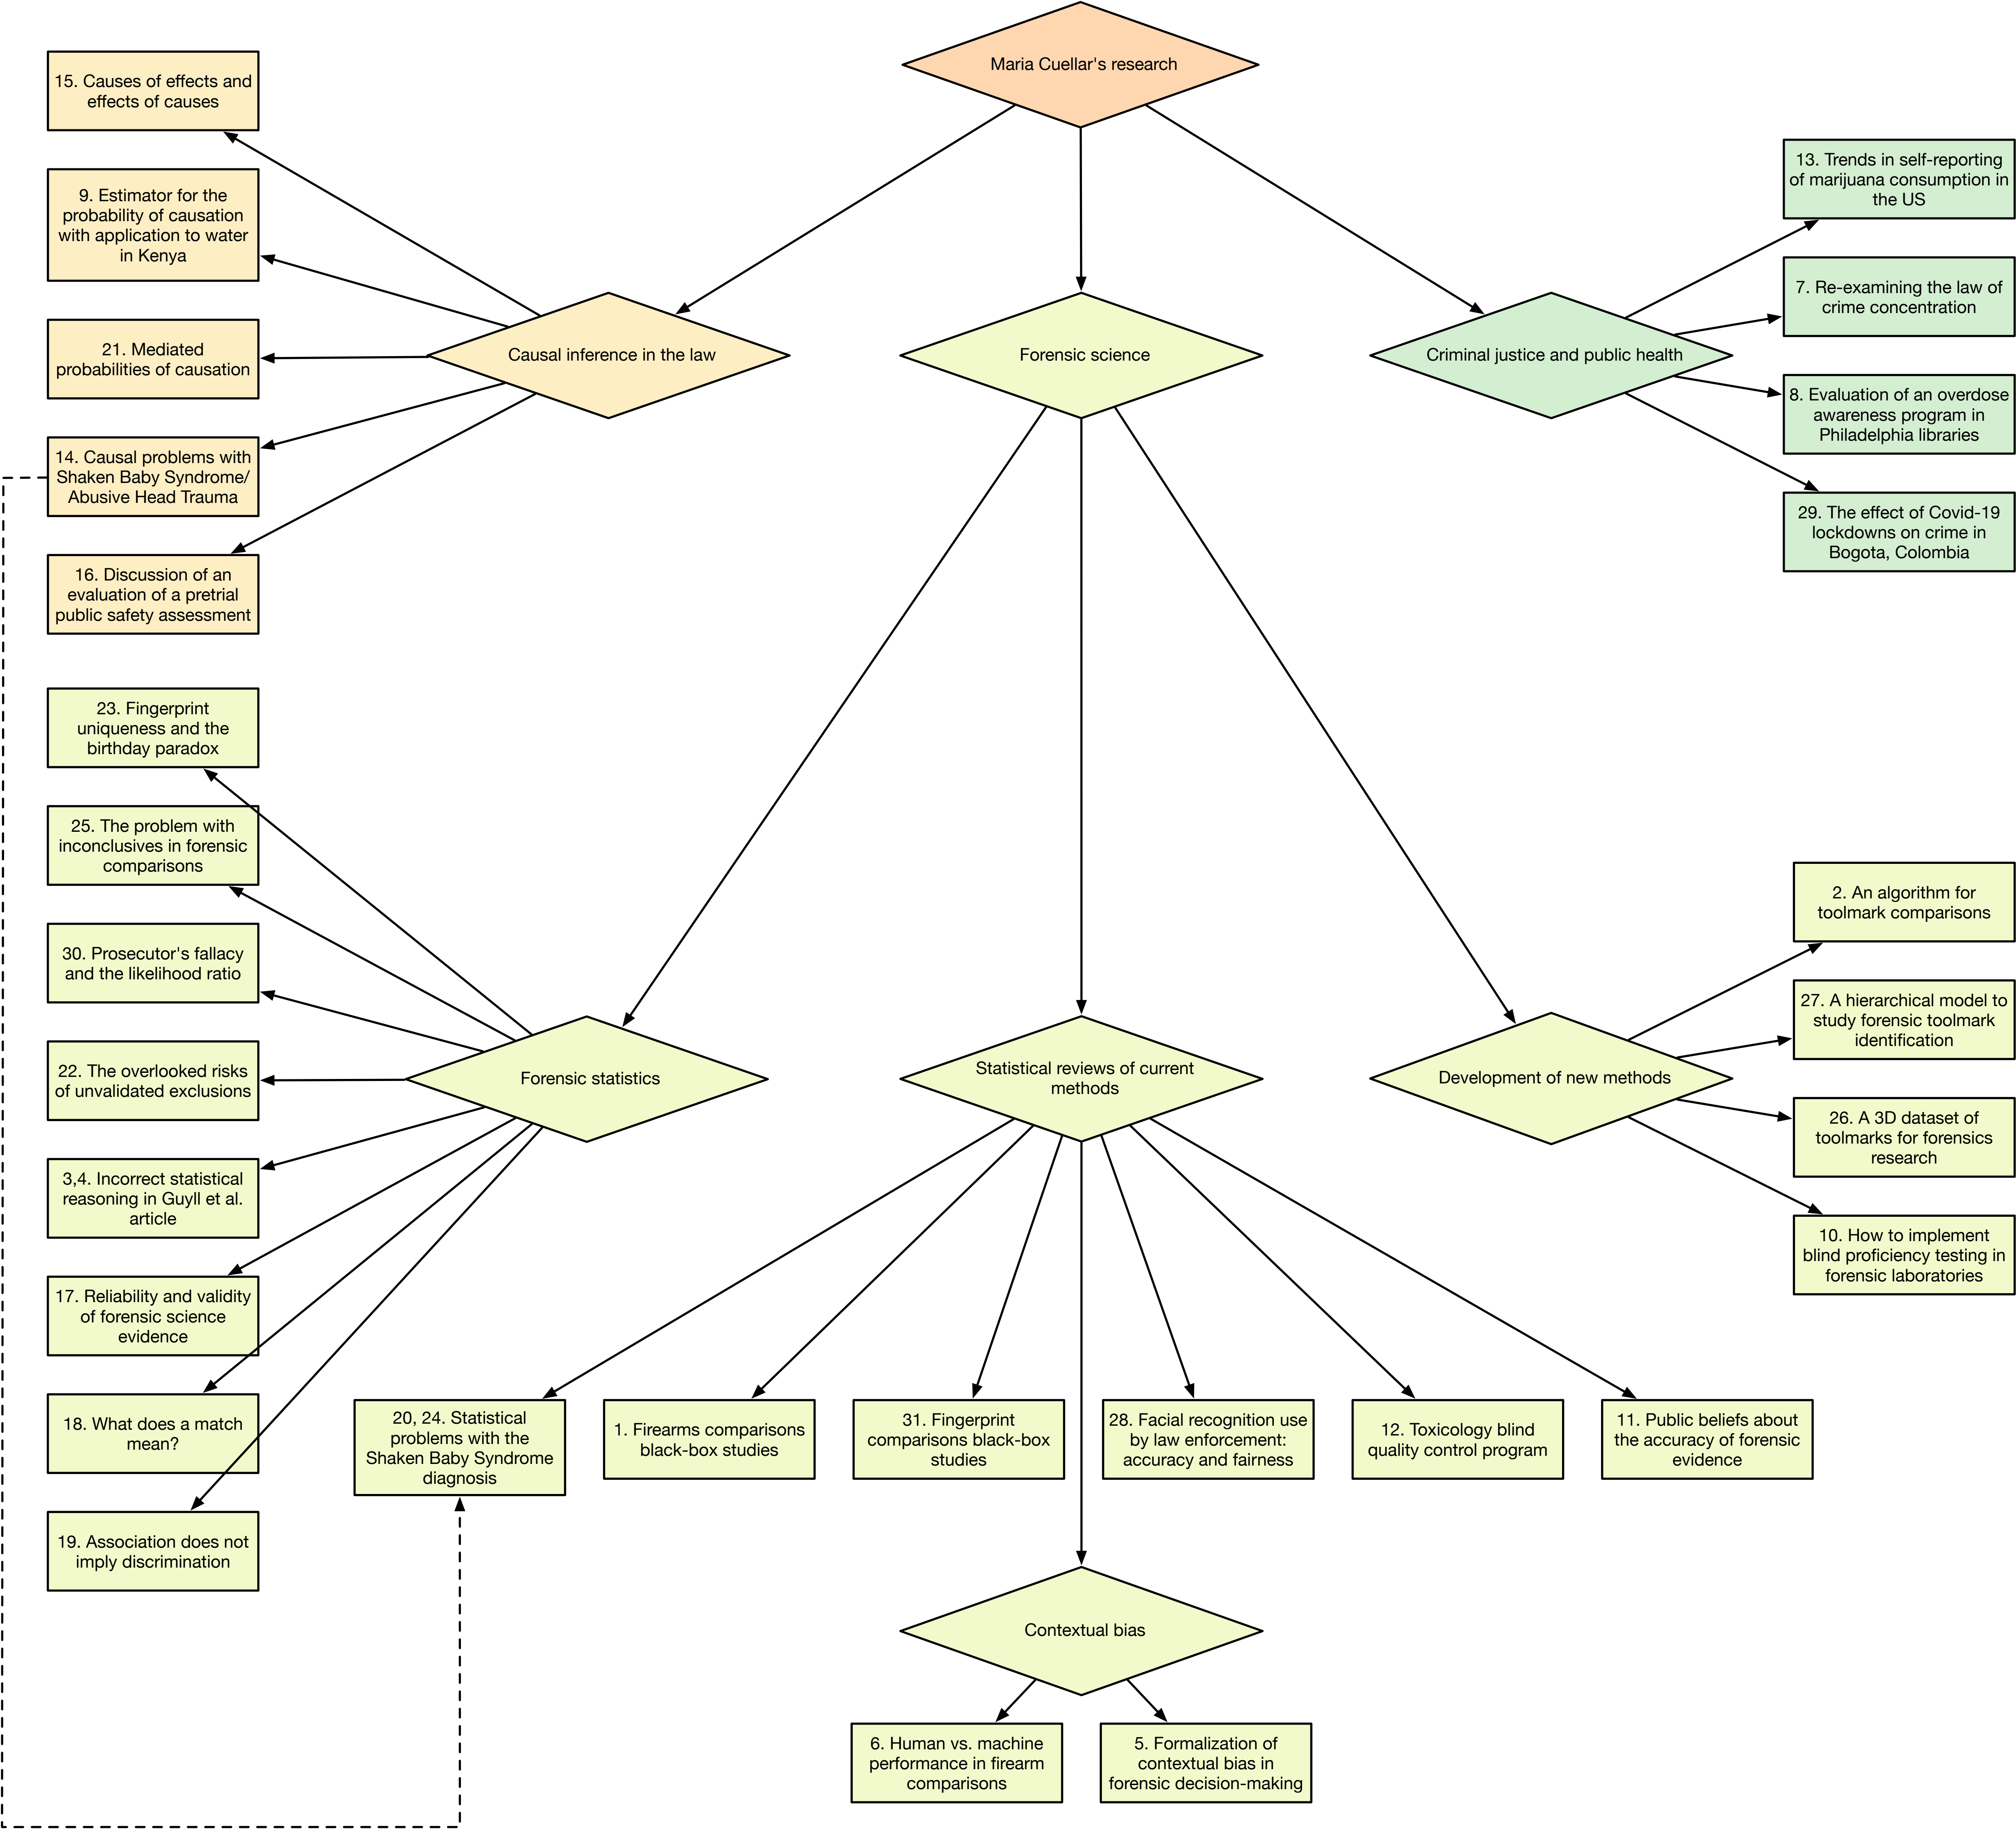 Maria Cuellar's research
15. Causes of effects and
effects of causes
9. Estimator for the
probability of causation
with application to water
in Kenya
21. Mediated
probabilities of causation
14. Causal problems with
Shaken Baby Syndrome/
Abusive Head Trauma
16. Discussion of an
evaluation of a pretrial
public safety assessment
Causal inference in the law
Forensic science
Criminal justice and public health
13. Trends in self-reporting
of marijuana consumption in
the US
7. Re-examining the law of
crime concentration
8. Evaluation of an overdose
awareness program in
Philadelphia libraries
29. The effect of Covid-19
lockdowns on crime in
Bogota, Colombia
23. Fingerprint
uniqueness and the
birthday paradox
25. The problem with
inconclusives in forensic
comparisons
30. Prosecutor's fallacy
and the likelihood ratio
22. The overlooked risks
of unvalidated exclusions
3,4. Incorrect statistical
reasoning in Guyll et al.
article
17. Reliability and validity
of forensic science
evidence
18. What does a match
mean?
19. Association does not
imply discrimination
Forensic statistics
Statistical reviews of current
methods
Development of new methods
2. An algorithm for
toolmark comparisons
27. A hierarchical model to
study forensic toolmark
identification
26. A 3D dataset of
toolmarks for forensics
research
10. How to implement
blind proficiency testing in
forensic laboratories
20, 24. Statistical
problems with the
Shaken Baby Syndrome
diagnosis
1. Firearms comparisons
black-box studies
31. Fingerprint
comparisons black-box
studies
28. Facial recognition use
by law enforcement:
accuracy and fairness
12. Toxicology blind
quality control program
11. Public beliefs about
the accuracy of forensic
evidence
Contextual bias
6. Human vs. machine
performance in firearm
comparisons
5. Formalization of
contextual bias in
forensic decision-making